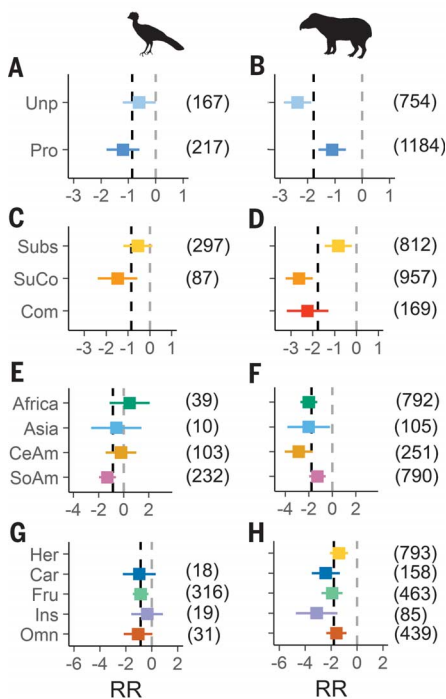 A
B
Unp
(167)
(754)
Pro
(217)
(1184)
-3 -2 -1 0 1
-3 -2 -1 0 1
C
D
Subs
(297)
(812)
SuCo
(87)
(957)
Com
(169)
-3 -2 -1 0 1
-3 -2 -1 0 1
E
F
Africa
(39)
(792)
Asia
(10)
(105)
CeAm
(103)
(251)
SoAm
(232)
(790)
-4 -2 0 2
-4 -2 0 2
G
H
Her
(793)
Car
(18)
(158)
Fru
(316)
(463)
Ins
(19)
(85)
Omn
(31)
(439)
-6 -4 -2 0 2
-6 -4 -2 0 2
RR
RR